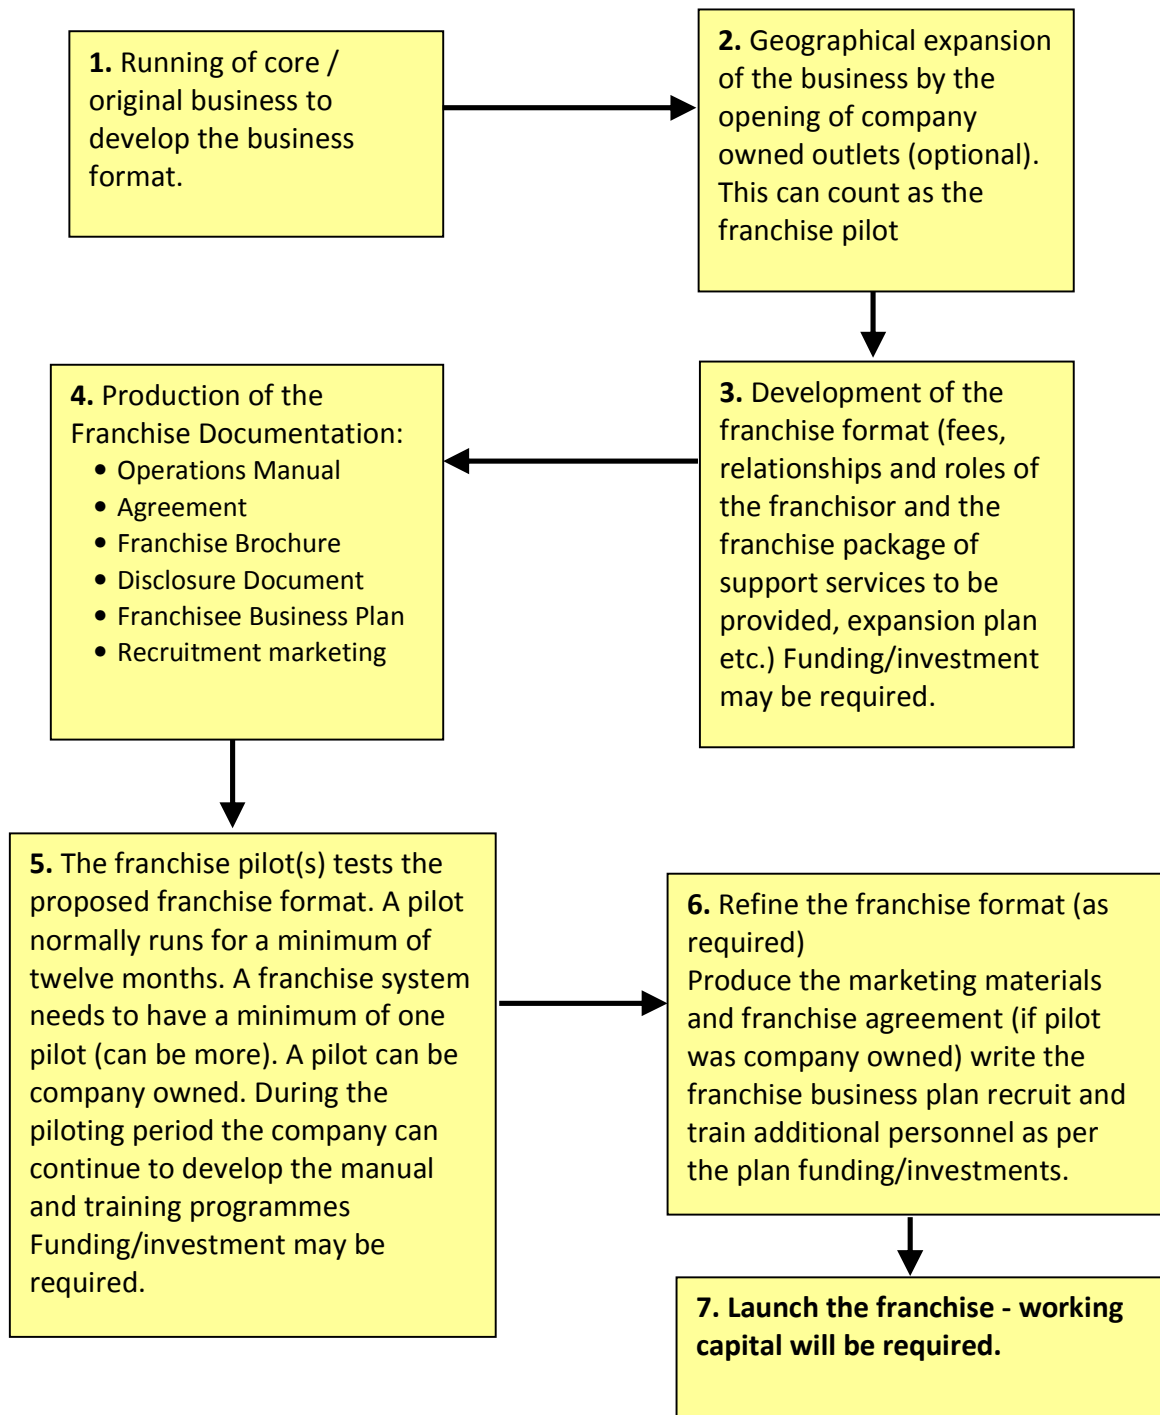 1. Running of core /
original business to
develop the business
format.
2. Geographical expansion
of the business by the
opening of company
owned outlets (optional).
This can count as the
franchise pilot
3. Development of the
franchise format (fees,
relationships and roles of
the franchisor and the
franchise package of
support services to be
provided, expansion plan
etc.) Funding/investment
may be required.
4. Production of the
Franchise Documentation:
• Operations Manual
• Agreement
• Franchise Brochure
• Disclosure Document
• Franchisee Business Plan
• Recruitment marketing
5. The franchise pilot(s) tests the
proposed franchise format. A pilot
normally runs for a minimum of
twelve months. A franchise system
needs to have a minimum of one
pilot (can be more). A pilot can be
company owned. During the
piloting period the company can
continue to develop the manual
and training programmes
Funding/investment may be
required.
6. Refine the franchise format (as
required)
Produce the marketing materials
and franchise agreement (if pilot
was company owned) write the
franchise business plan recruit and
train additional personnel as per
the plan funding/investments.
7. Launch the franchise - working
capital will be required.